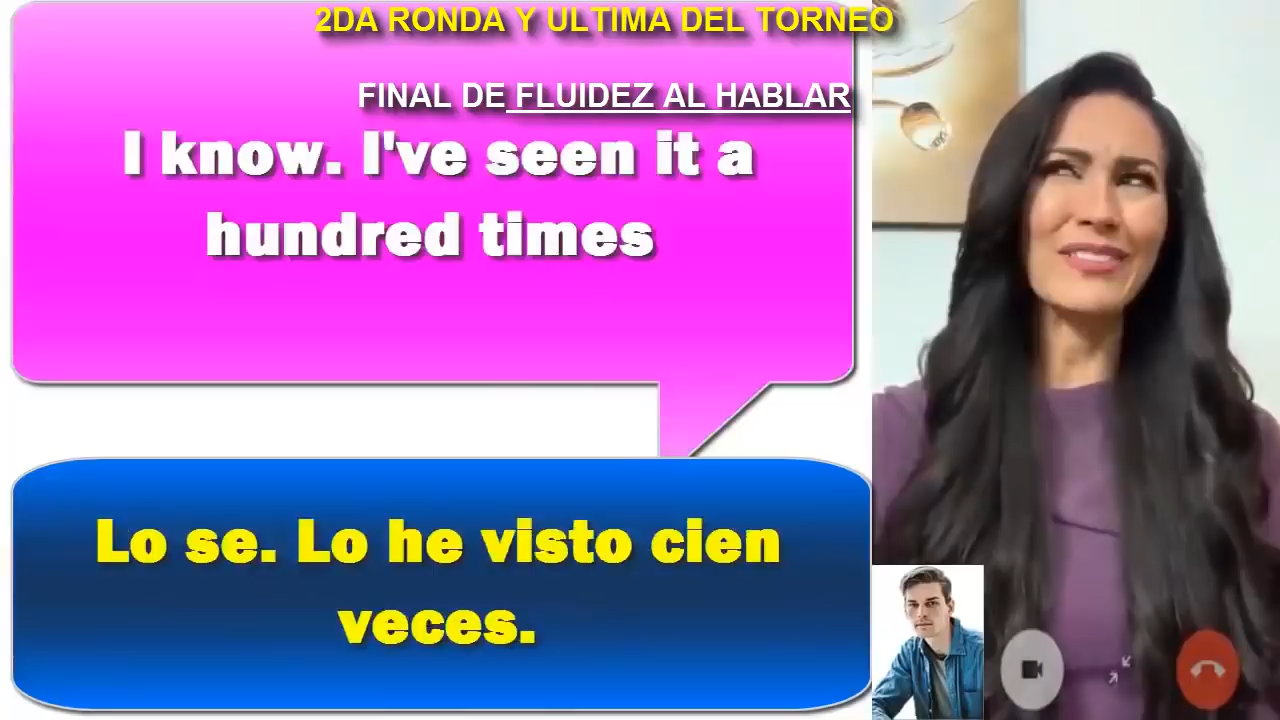 2DA RONDA Y ULTIMA DEL TORNEO
FINAL DE FLUIDEZ AL HABLAR
I know. I've seen it a
hundred times
Lo se. Lo he visto cien
veces.